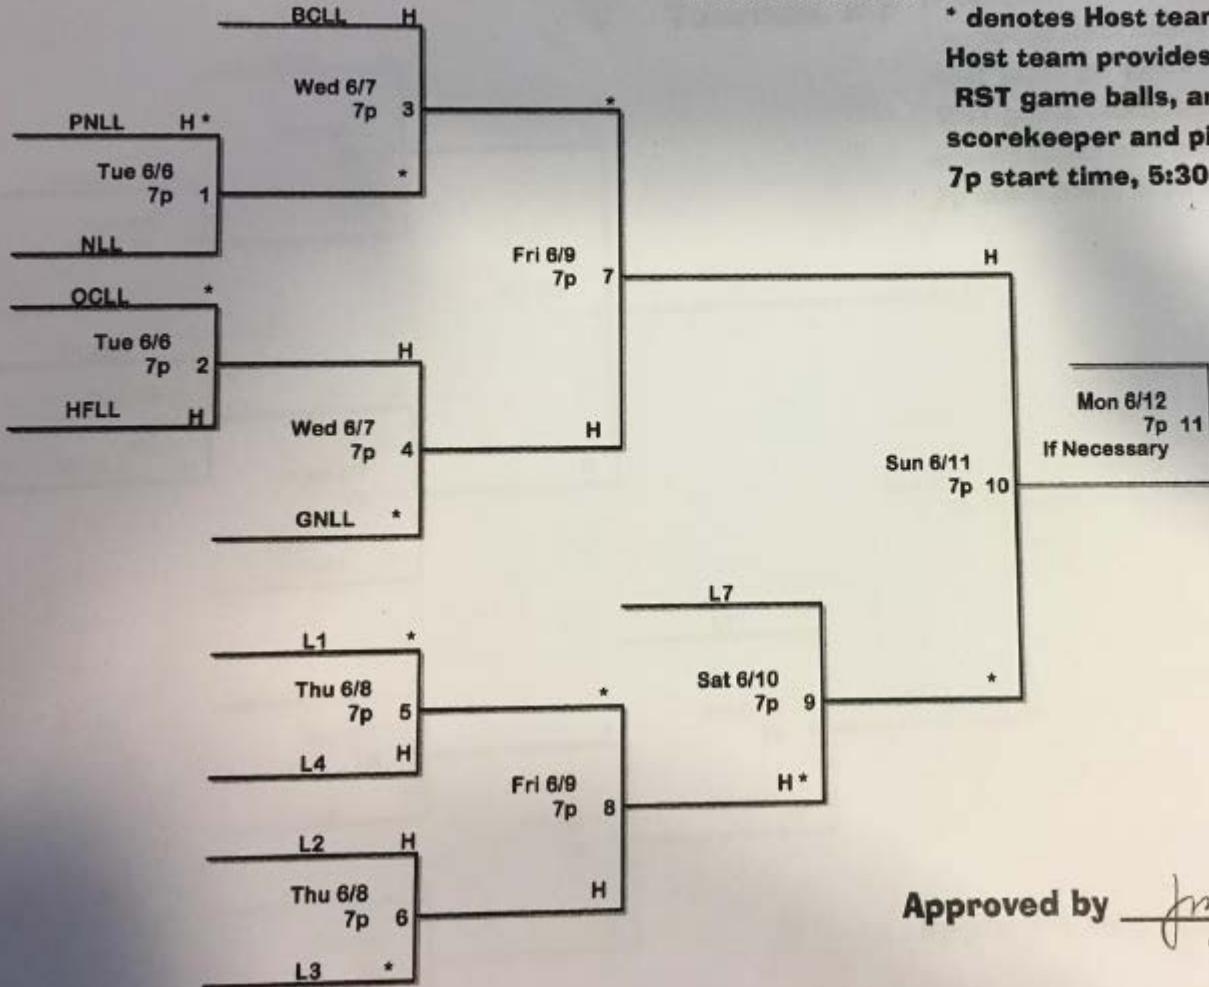 BCLL H
* denotes Host team
Host team provides
RST game balls, an
scorekeeper and pi
7p start time, 5:30
Wed 6/7
7p 3
*
*
PNLL H *
Tue 6/6
7p 1
NLL
OCLL *
Tue 6/6
7p 2
HFLL H
H
Wed 6/7
7p 4
GNLL *
Fri 6/9
7p 7
H
H
Mon 6/12
7p 11
If Necessary
Sun 6/11
7p 10
*
L7
Sat 6/10
7p 9
H *
L1 *
Thu 6/8
7p 5
L4 H
*
Fri 6/9
7p 8
H
L2 H
Thu 6/8
7p 6
L3 *
Approved by